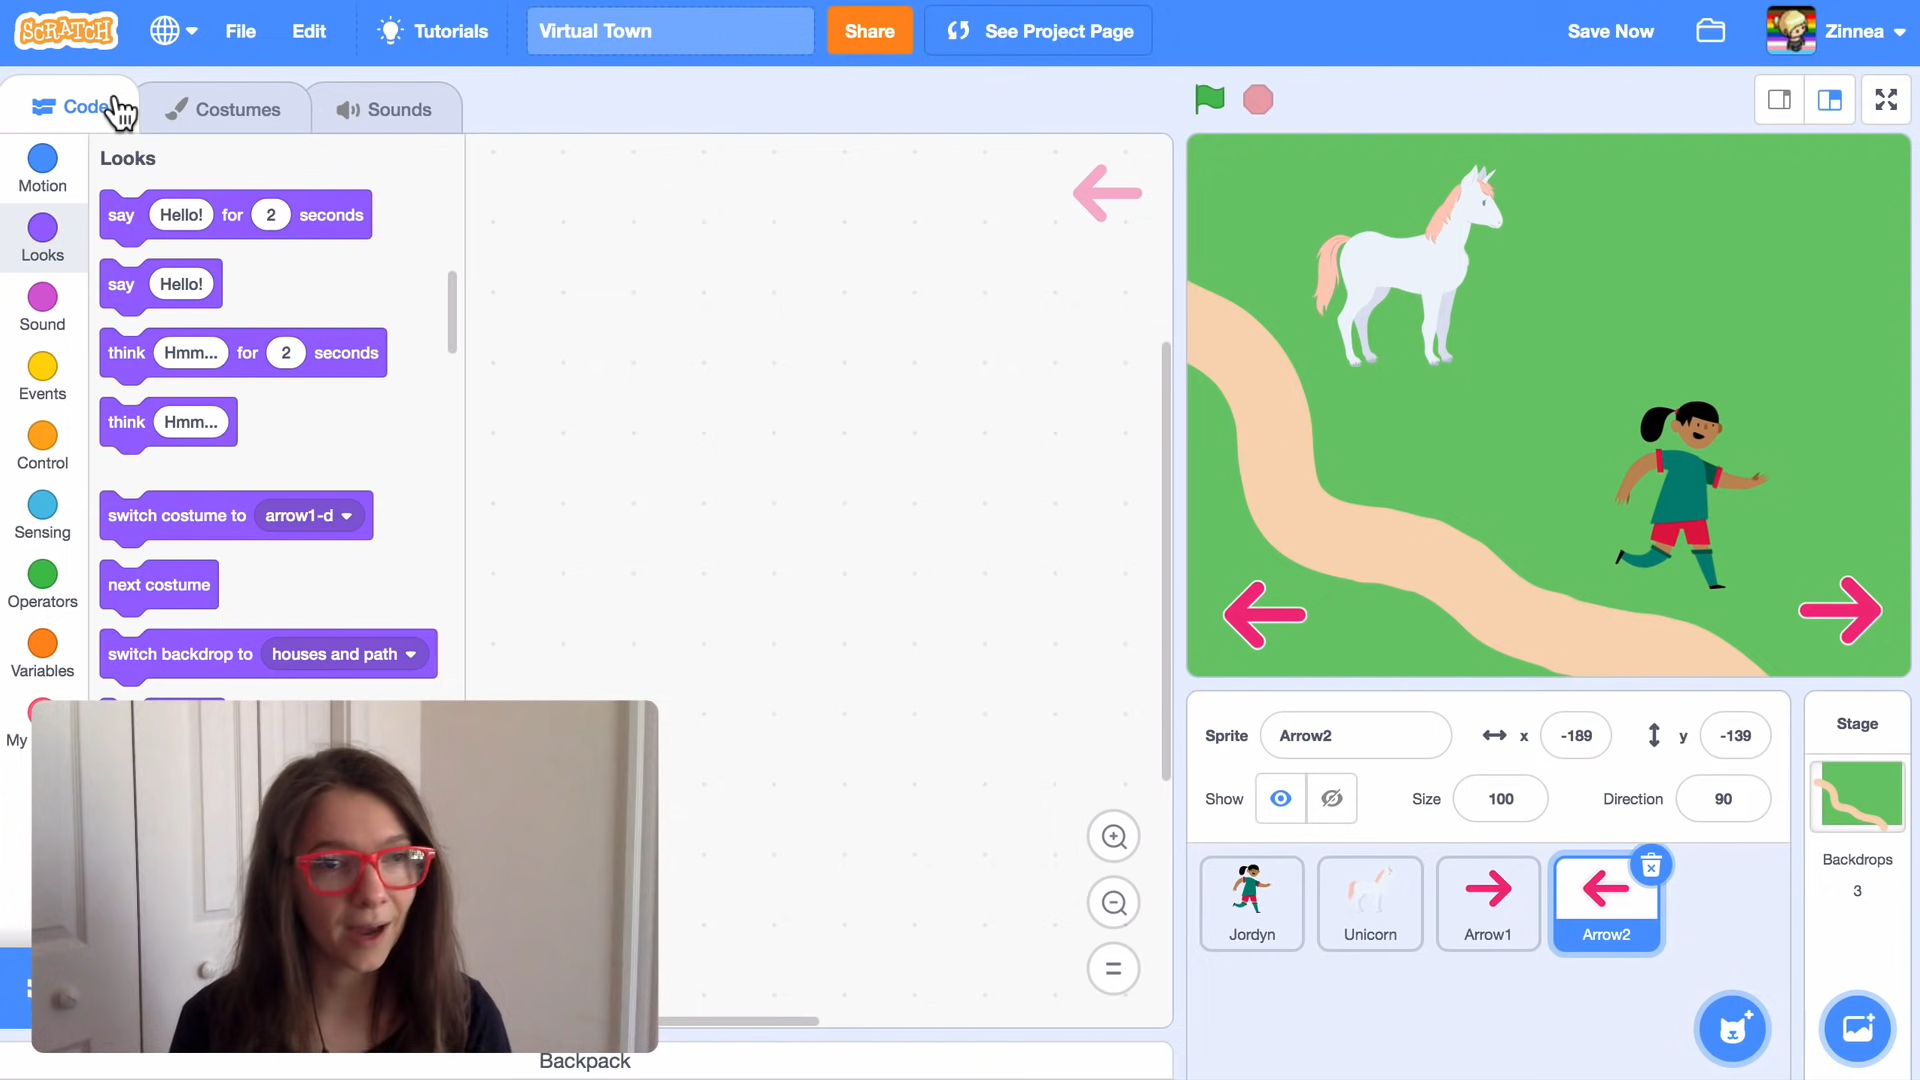 SCRATCH
File
Edit
Tutorials
Virtual Town
Share
See Project Page
Save Now
Zinnea
Code
Costumes
Sounds
Motion
Looks
Sound
Events
Control
Sensing
Operators
Variables
My
Looks
say Hello! for 2 seconds
say Hello!
think Hmm... for 2 seconds
think Hmm...
switch costume to arrow1-d
next costume
switch backdrop to houses and path
Sprite Arrow2 x -189 y -139
Show Size 100 Direction 90
Jordyn
Unicorn
Arrow1
Arrow2
Stage
Backdrops
3
Backpack